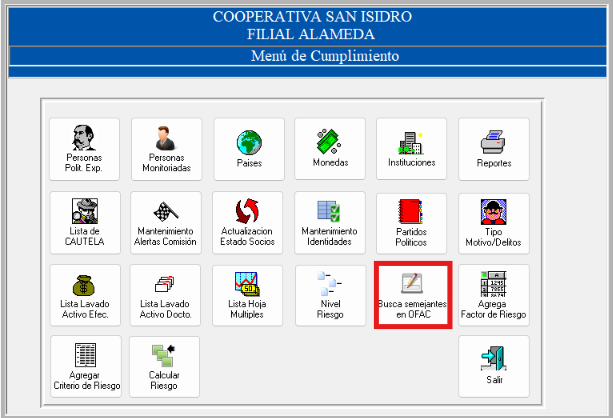 COOPERATIVA SAN ISIDRO
FILIAL ALAMEDA
Menú de Cumplimiento
Personas
Polit. Exp.
Personas
Monitoriadas
Paises
Monedas
Instituciones
Reportes
Lista de
CAUTELA
Mantenimiento
Alertas Comisión
Actualizacion
Estado Socios
Mantenimiento
Identidades
Partidos
Politicos
Tipo
Motivo/Delitos
Lista Lavado
Activo Efec.
Lista Lavado
Activo Docto.
Lista Hoja
Multiples
Nivel
Riesgo
Busca semejantes
en OFAC
Agrega
Factor de Riesgo
Agregar
Criterio de Riesgo
Calcular
Riesgo
Salir